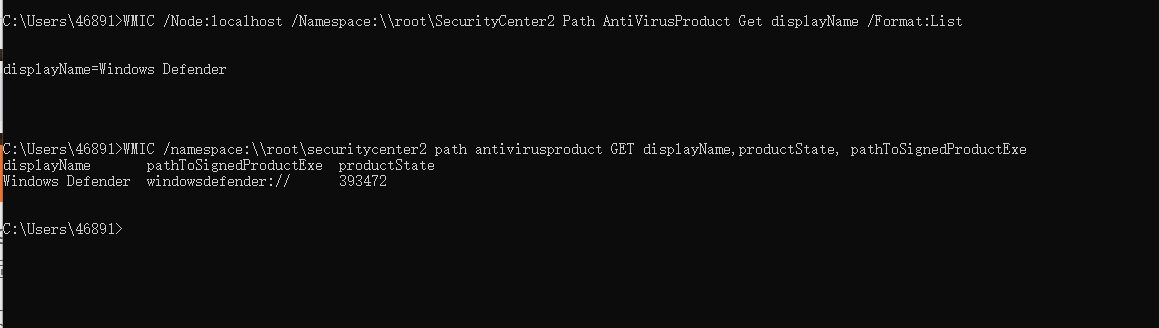 C:\Users\46891>WMIC /Node:localhost /Namespace:\\root\SecurityCenter2 Path AntiVirusProduct Get displayName /Format:List
displayName=Windows Defender
C:\Users\46891>WMIC /namespace:\\root\securitycenter2 path antivirusproduct GET displayName,productState, pathToSignedProductExe
displayName pathToSignedProductExe productState
Windows Defender windowsdefender:// 393472
C:\Users\46891>